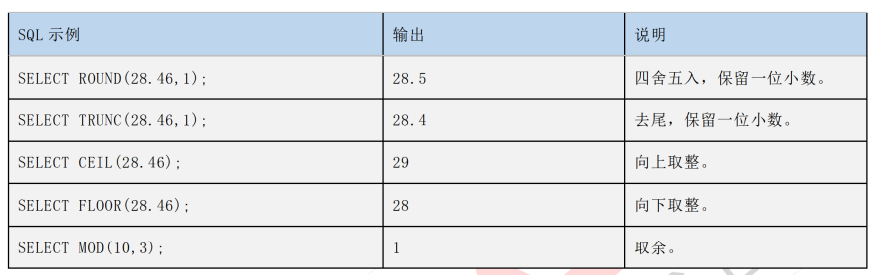 SQL 示例 输出 说明
SELECT ROUND(28.46,1); 28.5 四舍五入，保留一位小数。
SELECT TRUNC(28.46,1); 28.4 去尾，保留一位小数。
SELECT CEIL(28.46); 29 向上取整。
SELECT FLOOR(28.46); 28 向下取整。
SELECT MOD(10,3); 1 取余。